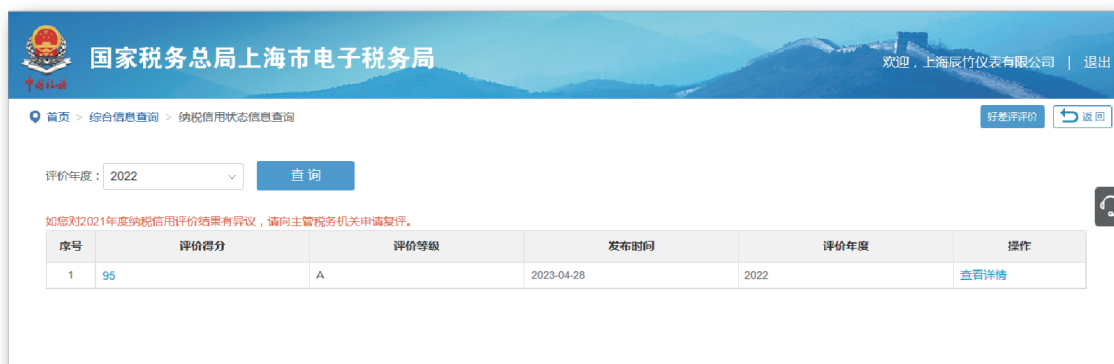 国家税务总局上海市电子税务局
欢迎，上海辰竹仪表有限公司 | 退出
中国税务
首页 > 综合信息查询 > 纳税信用状态信息查询
好差评评价 返回
评价年度： 2022 查询
如您对2021年度纳税信用评价结果有异议，请向主管税务机关申请复评。
序号 评价得分 评价等级 发布时间 评价年度 操作
1 95 A 2023-04-28 2022 查看详情